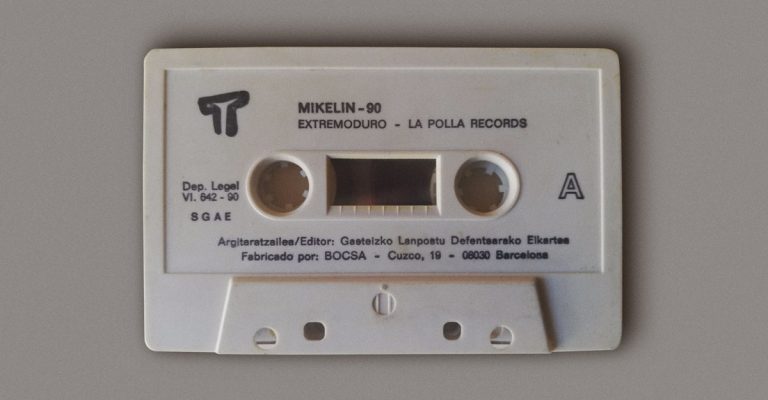 MIKELIN - 90
EXTREMODURO - LA POLLA RECORDS
Dep. Legal
VI. 642 - 90
SGAE
A
Argitaratzailea/Editor: Gasteizko Lanpostu Defentsarako Elkartea
Fabricado por: BOCSA - Cuzco, 19 - 08030 Barcelona